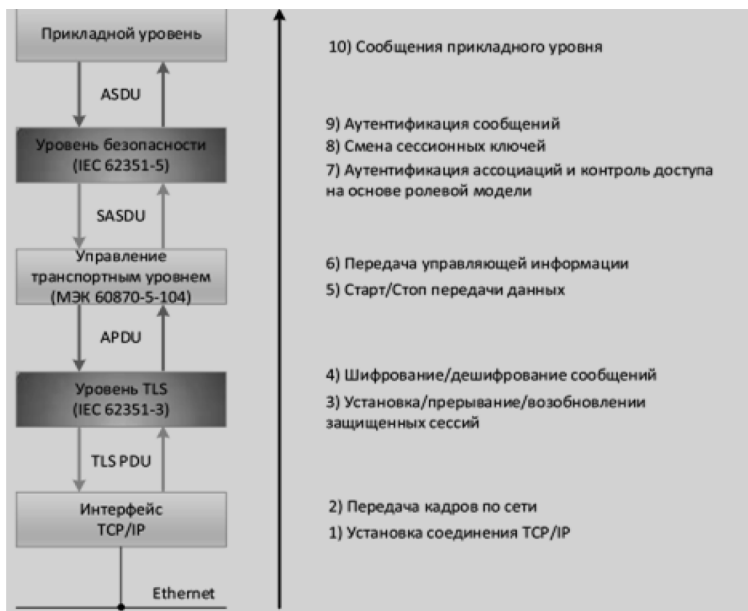 Прикладной уровень
10) Сообщения прикладного уровня
ASDU
Уровень безопасности
(IEC 62351-5)
9) Аутентификация сообщений
8) Смена сессионных ключей
7) Аутентификация ассоциаций и контроль доступа
на основе ролевой модели
SASDU
Управление
транспортным уровнем
(МЭК 60870-5-104)
6) Передача управляющей информации
5) Старт/Стоп передачи данных
APDU
Уровень TLS
(IEC 62351-3)
4) Шифрование/дешифрование сообщений
3) Установка/прерывание/возобновлении
защищенных сессий
TLS PDU
Интерфейс
TCP/IP
2) Передача кадров по сети
1) Установка соединения TCP/IP
Ethernet